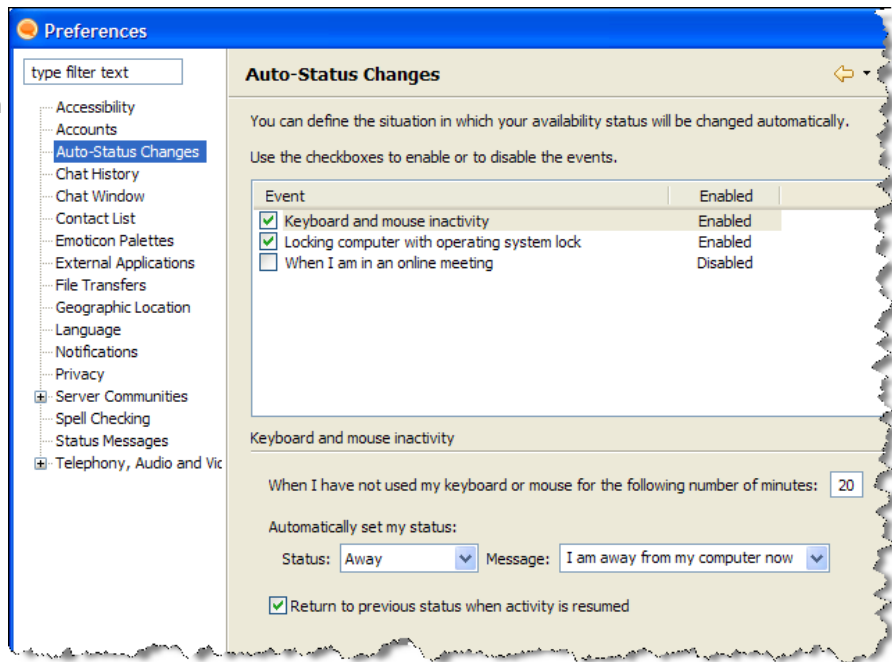 Preferences
type filter text
Accessibility
Accounts
Auto-Status Changes
Chat History
Chat Window
Contact List
Emoticon Palettes
External Applications
File Transfers
Geographic Location
Language
Notifications
Privacy
Server Communities
Spell Checking
Status Messages
Telephony, Audio and Vic
Auto-Status Changes
You can define the situation in which your availability status will be changed automatically.
Use the checkboxes to enable or to disable the events.
Event Enabled
Keyboard and mouse inactivity Enabled
Locking computer with operating system lock Enabled
When I am in an online meeting Disabled
Keyboard and mouse inactivity
When I have not used my keyboard or mouse for the following number of minutes: 20
Automatically set my status:
Status: Away Message: I am away from my computer now
Return to previous status when activity is resumed